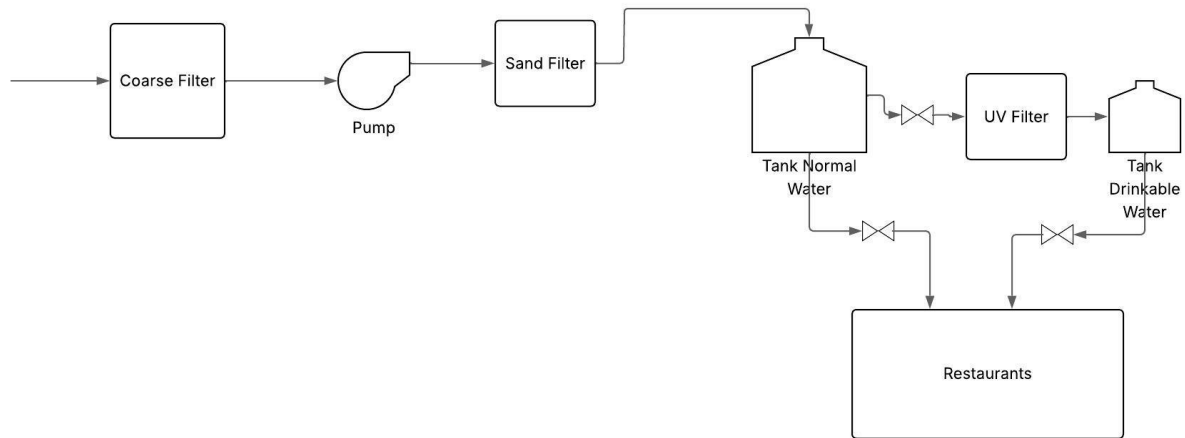 Coarse Filter
Pump
Sand Filter
Tank Normal
Water
UV Filter
Tank
Drinkable
Water
Restaurants